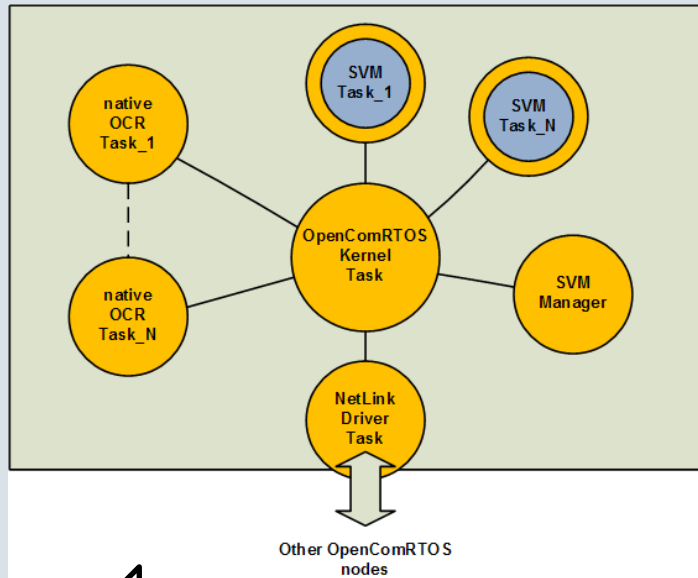 SVM
Task_1
SVM
Task_N
native
OCR
Task_1
OpenComRTOS
Kernel
Task
native
OCR
Task_N
SVM
Manager
NetLink
Driver
Task
Other OpenComRTOS
nodes